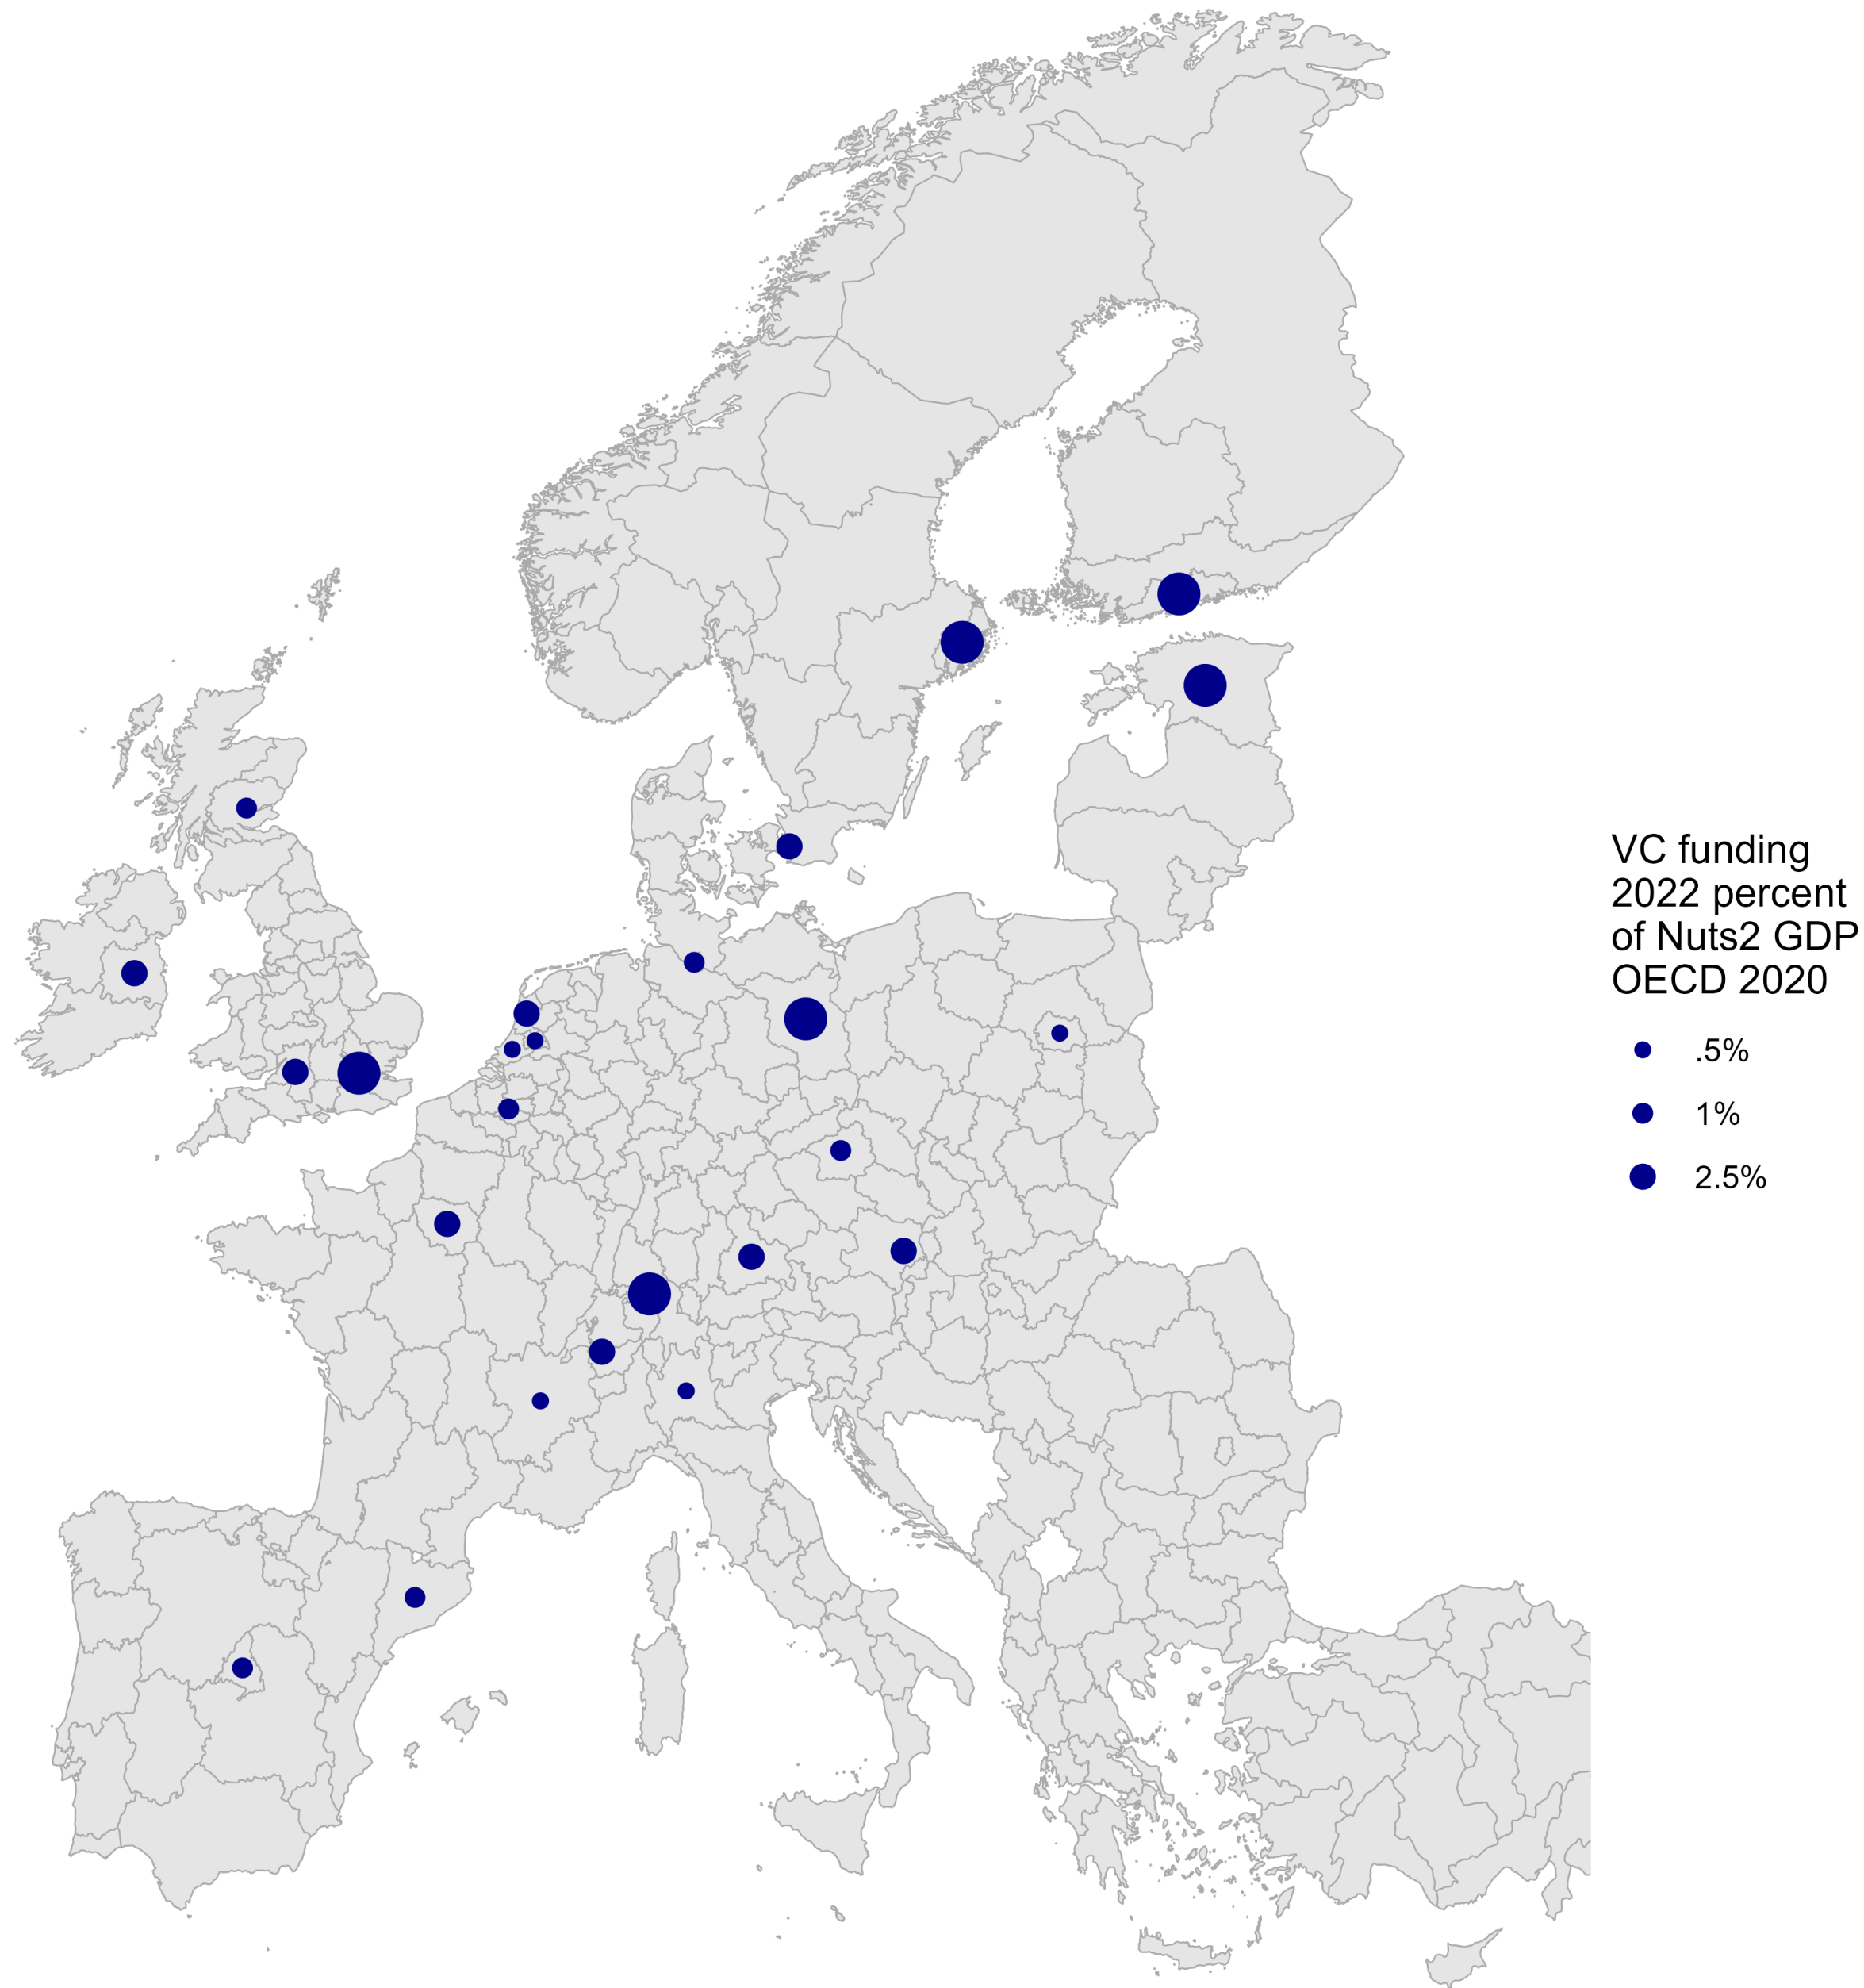 VC funding
2022 percent
of Nuts2 GDP
OECD 2020
.5%
1%
2.5%